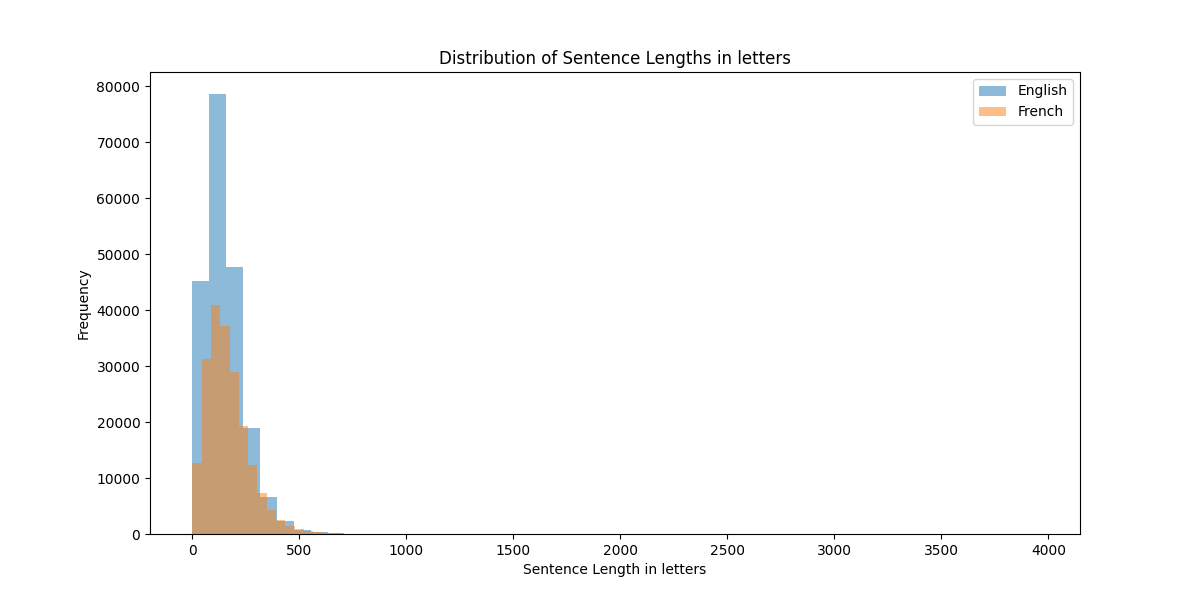 Distribution of Sentence Lengths in letters
English
French
80000
70000
60000
50000
40000
30000
20000
10000
0
Frequency
0 500 1000 1500 2000 2500 3000 3500 4000
Sentence Length in letters